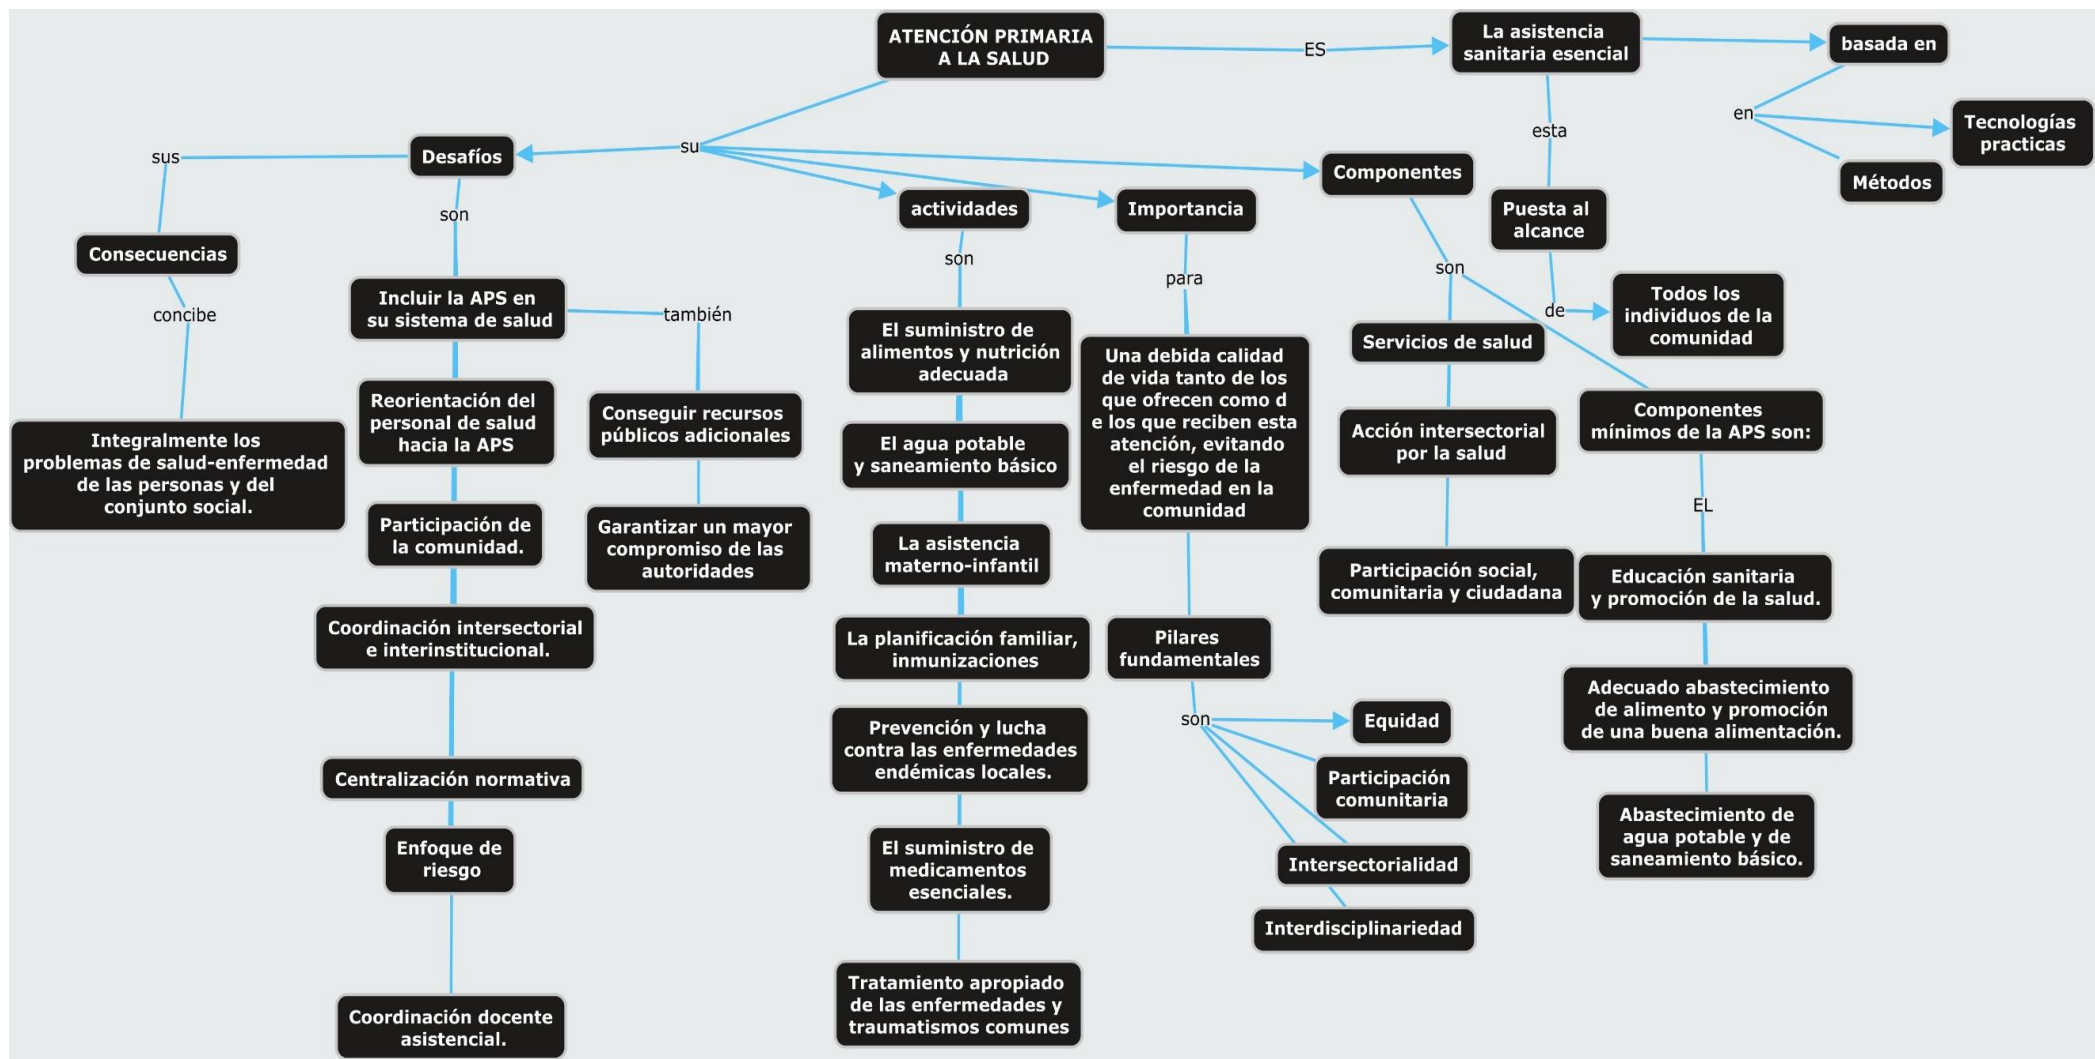 ATENCIÓN PRIMARIA
A LA SALUD
ES
La asistencia
sanitaria esencial
basada en
en
Tecnologías
practicas
Métodos
esta
Puesta al
alcance
de
Todos los
individuos de la
comunidad
su
Desafíos
sus
Consecuencias
concibe
Integralmente los
problemas de salud-enfermedad
de las personas y del
conjunto social.
son
Incluir la APS en
su sistema de salud
también
Conseguir recursos
públicos adicionales
Garantizar un mayor
compromiso de las
autoridades
Reorientación del
personal de salud
hacia la APS
Participación de
la comunidad.
Coordinación intersectorial
e interinstitucional.
Centralización normativa
Enfoque de
riesgo
Coordinación docente
asistencial.
actividades
son
El suministro de
alimentos y nutrición
adecuada
El agua potable
y saneamiento básico
La asistencia
materno-infantil
La planificación familiar,
inmunizaciones
Prevención y lucha
contra las enfermedades
endémicas locales.
El suministro de
medicamentos
esenciales.
Tratamiento apropiado
de las enfermedades y
traumatismos comunes
Importancia
para
Una debida calidad
de vida tanto de los
que ofrecen como d
e los que reciben esta
atención, evitando
el riesgo de la
enfermedad en la
comunidad
Pilares
fundamentales
son
Equidad
Participación
comunitaria
Intersectorialidad
Interdisciplinariedad
Componentes
son
Servicios de salud
Acción intersectorial
por la salud
Participación social,
comunitaria y ciudadana
Componentes
mínimos de la APS son:
EL
Educación sanitaria
y promoción de la salud.
Adecuado abastecimiento
de alimento y promoción
de una buena alimentación.
Abastecimiento de
agua potable y de
saneamiento básico.